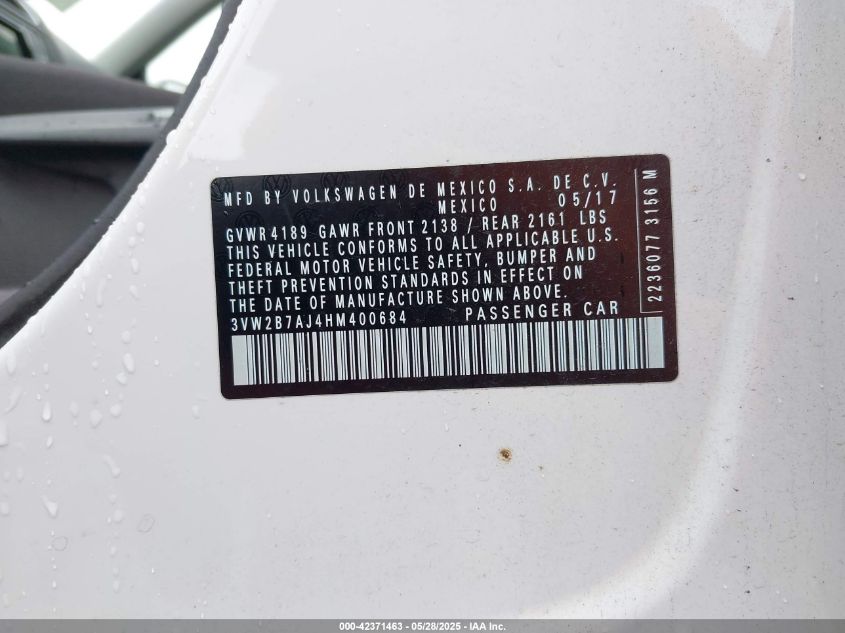 MFD BY VOLKSWAGEN DE MEXICO S.A. DE C.V.
MEXICO 05/17
GVWR 4189 GAWR FRONT 2138 / REAR 2161 LBS
THIS VEHICLE CONFORMS TO ALL APPLICABLE U.S.
FEDERAL MOTOR VEHICLE SAFETY, BUMPER AND
THEFT PREVENTION STANDARDS IN EFFECT ON
THE DATE OF MANUFACTURE SHOWN ABOVE.
3VW2B7AJ4HM400684 PASSENGER CAR
2236077 3156 M
000-42371463 - 05/28/2025 - IAA Inc.